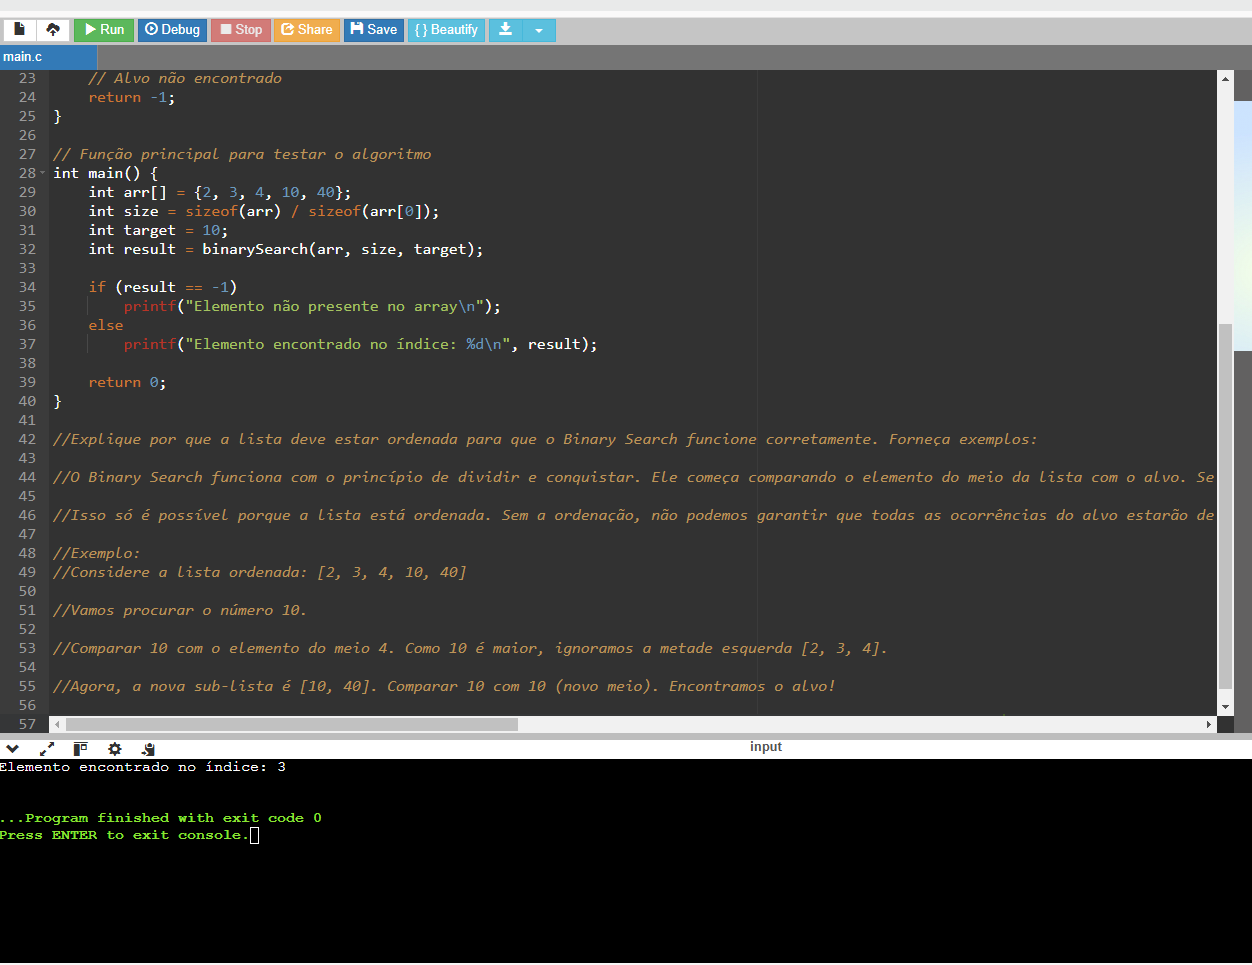 Run Debug Stop Share Save { } Beautify
main.c
23 // Alvo não encontrado
24 return -1;
25 }
26
27 // Função principal para testar o algoritmo
28 int main() {
29 int arr[] = {2, 3, 4, 10, 40};
30 int size = sizeof(arr) / sizeof(arr[0]);
31 int target = 10;
32 int result = binarySearch(arr, size, target);
33
34 if (result == -1)
35 printf("Elemento não presente no array\n");
36 else
37 printf("Elemento encontrado no índice: %d\n", result);
38
39 return 0;
40 }
41
42 //Explique por que a lista deve estar ordenada para que o Binary Search funcione corretamente. Forneça exemplos:
43
44 //O Binary Search funciona com o princípio de dividir e conquistar. Ele começa comparando o elemento do meio da lista com o alvo. Se
45
46 //Isso só é possível porque a lista está ordenada. Sem a ordenação, não podemos garantir que todas as ocorrências do alvo estarão de
47
48 //Exemplo:
49 //Considere a lista ordenada: [2, 3, 4, 10, 40]
50
51 //Vamos procurar o número 10.
52
53 //Comparar 10 com o elemento do meio 4. Como 10 é maior, ignoramos a metade esquerda [2, 3, 4].
54
55 //Agora, a nova sub-lista é [10, 40]. Comparar 10 com 10 (novo meio). Encontramos o alvo!
56
57
input
Elemento encontrado no índice: 3
...Program finished with exit code 0
Press ENTER to exit console.